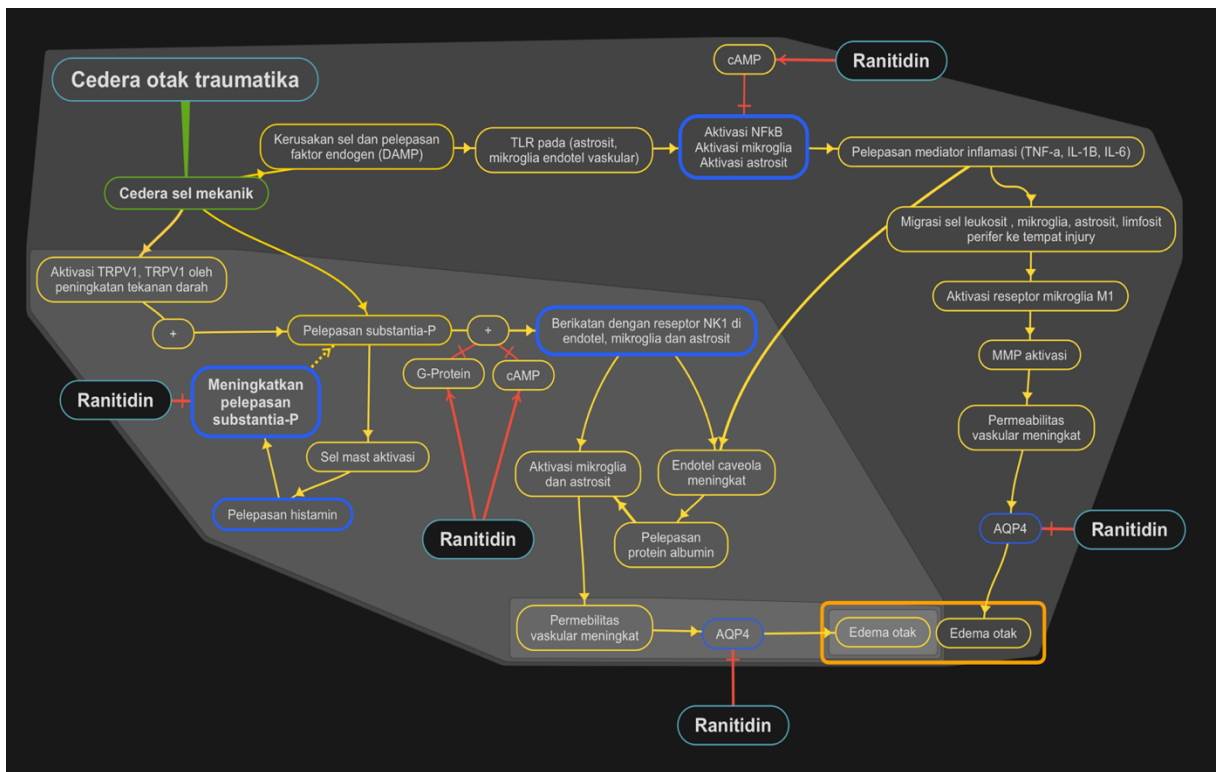 Cedera otak traumatika
cAMP
Ranitidin
Kerusakan sel dan pelepasan
faktor endogen (DAMP)
TLR pada (astrosit,
mikroglia endotel vaskular)
Aktivasi NFkB
Aktivasi mikroglia
Aktivasi astrosit
Pelepasan mediator inflamasi (TNF-a, IL-1B, IL-6)
Cedera sel mekanik
Migrasi sel leukosit , mikroglia, astrosit, limfosit
perifer ke tempat injury
Aktivasi TRPV1, TRPV1 oleh
peningkatan tekanan darah
Aktivasi reseptor mikroglia M1
+
Pelepasan substantia-P
+
Berikatan dengan reseptor NK1 di
endotel, mikroglia dan astrosit
MMP aktivasi
G-Protein
cAMP
Ranitidin
Meningkatkan
pelepasan
substantia-P
Permeabilitas
vaskular meningkat
Sel mast aktivasi
Aktivasi mikroglia
dan astrosit
Endotel caveola
meningkat
Pelepasan histamin
Ranitidin
Pelepasan
protein albumin
AQP4
Ranitidin
Permebilitas
vaskular meningkat
AQP4
Edema otak
Edema otak
Ranitidin